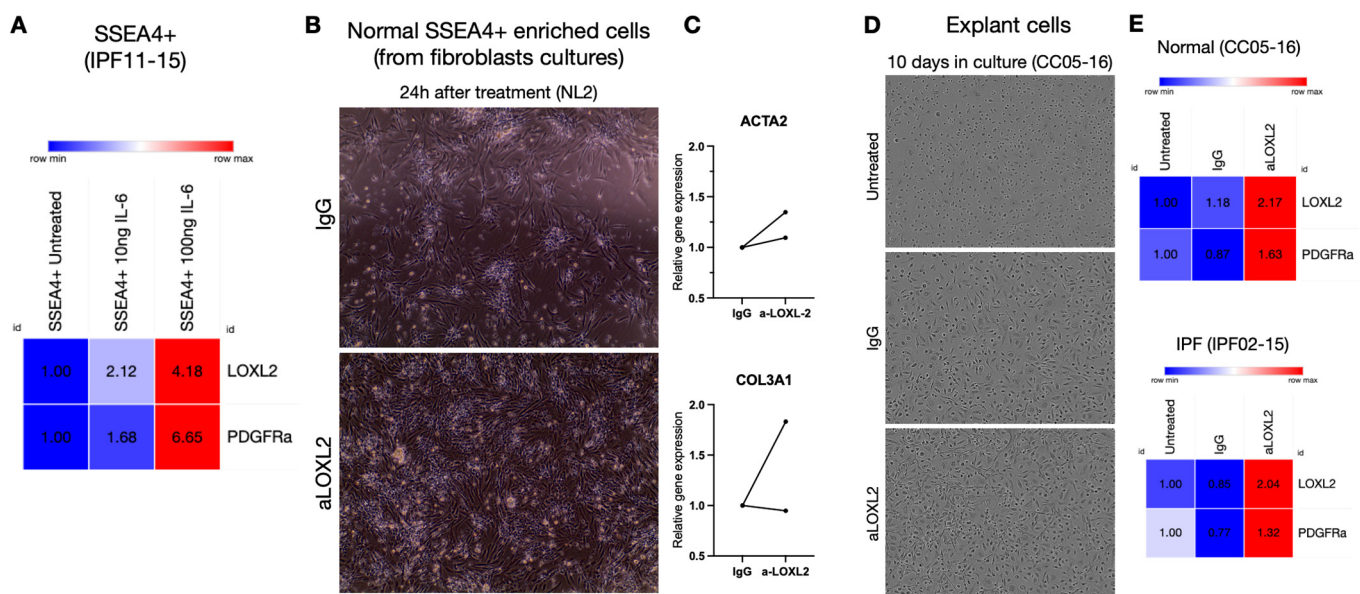 A
SSEA4+
(IPF11-15)
row min
row max
id
SSEA4+ Untreated
SSEA4+ 10ng IL-6
SSEA4+ 100ng IL-6
id
1.00
2.12
4.18
LOXL2
1.00
1.68
6.65
PDGFRa
B
Normal SSEA4+ enriched cells
(from fibroblasts cultures)
24h after treatment (NL2)
IgG
aLOXL2
C
ACTA2
Relative gene expression
2.0
1.5
1.0
0.5
IgG
a-LOXL-2
COL3A1
Relative gene expression
2.0
1.5
1.0
0.5
IgG
a-LOXL2
D
Explant cells
10 days in culture (CC05-16)
Untreated
IgG
aLOXL2
E
Normal (CC05-16)
row min
row max
id
Untreated
IgG
aLOXL2
id
1.00
1.18
2.17
LOXL2
1.00
0.87
1.63
PDGFRa
IPF (IPF02-15)
row min
row max
id
Untreated
IgG
aLOXL2
id
1.00
0.85
2.04
LOXL2
1.00
0.77
1.32
PDGFRa